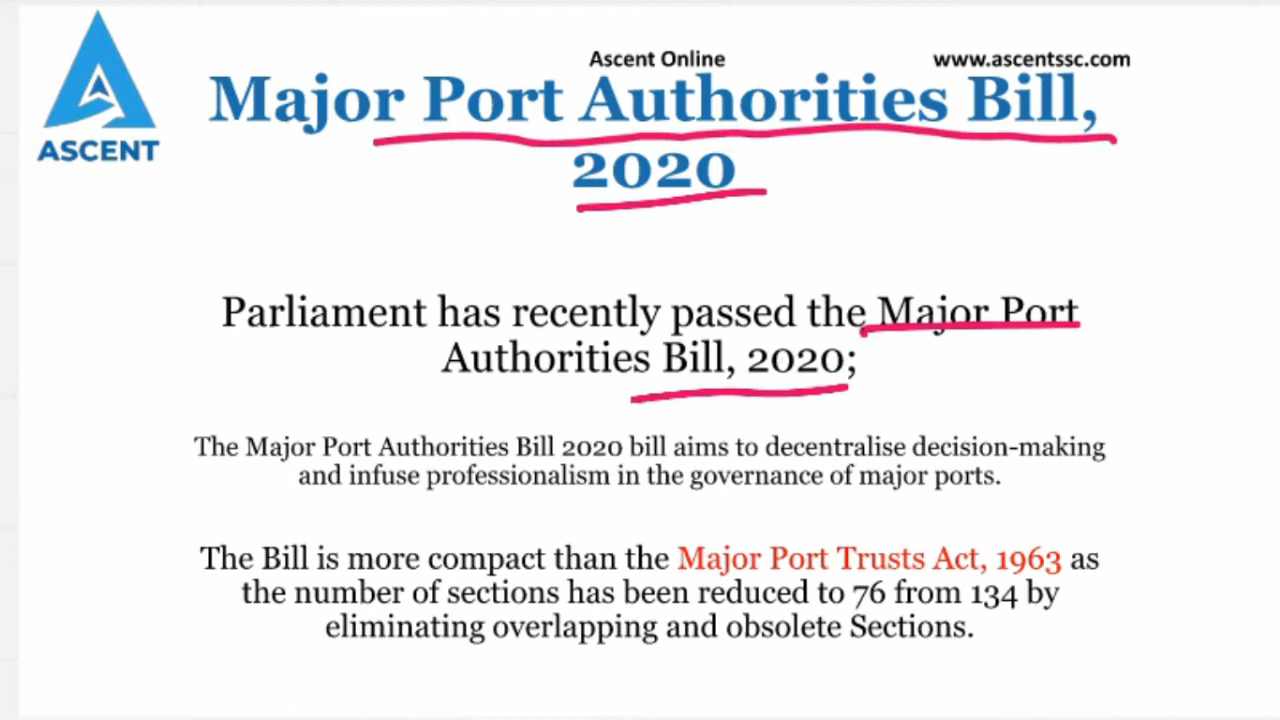 Ascent Online
www.ascentssc.com
Major Port Authorities Bill,
2020
ASCENT
Parliament has recently passed the Major Port
Authorities Bill, 2020;
The Major Port Authorities Bill 2020 bill aims to decentralise decision-making
and infuse professionalism in the governance of major ports.
The Bill is more compact than the Major Port Trusts Act, 1963 as
the number of sections has been reduced to 76 from 134 by
eliminating overlapping and obsolete Sections.